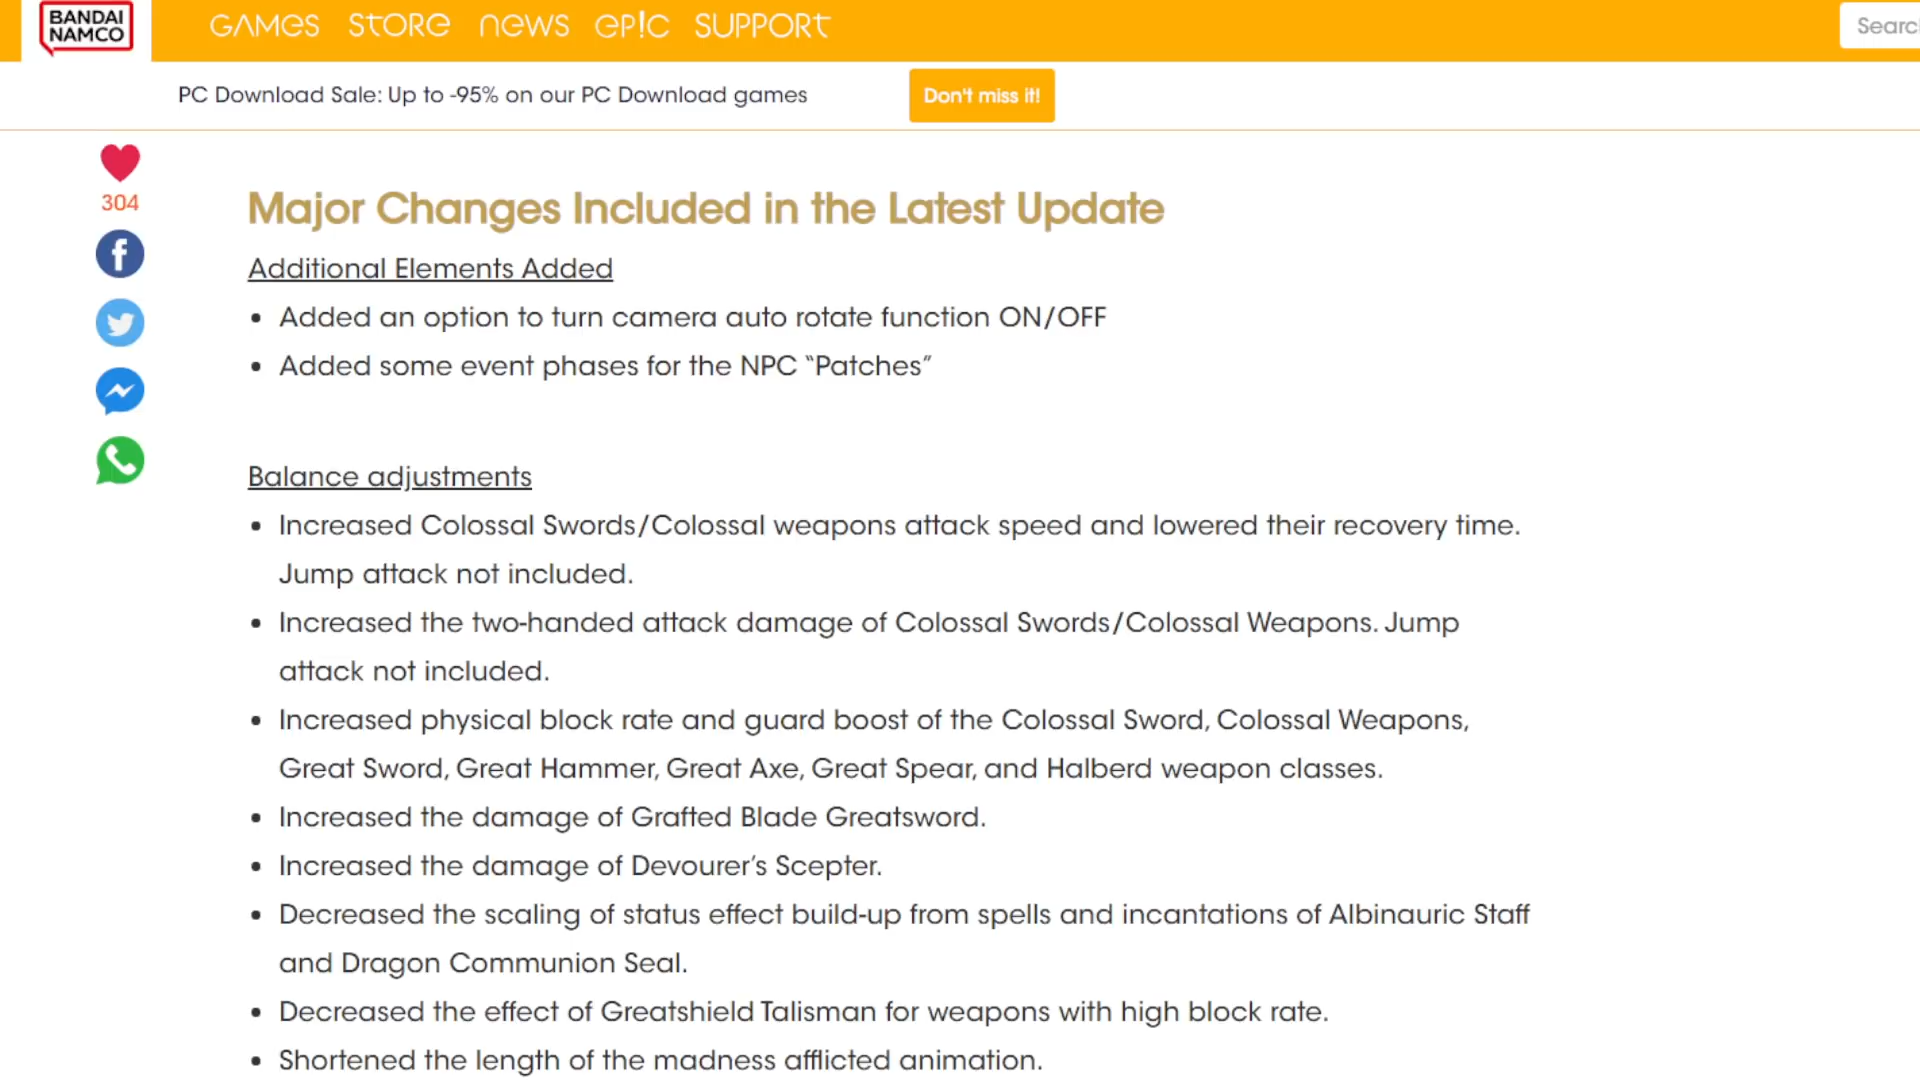 BANDAI
NAMCO
GAMES STORE NEWS EP!C SUPPORT
PC Download Sale: Up to -95% on our PC Download games
Don't miss it!
304
Major Changes Included in the Latest Update
Additional Elements Added
• Added an option to turn camera auto rotate function ON/OFF
• Added some event phases for the NPC “Patches”
Balance adjustments
• Increased Colossal Swords/Colossal weapons attack speed and lowered their recovery time.
Jump attack not included.
• Increased the two-handed attack damage of Colossal Swords/Colossal Weapons. Jump
attack not included.
• Increased physical block rate and guard boost of the Colossal Sword, Colossal Weapons,
Great Sword, Great Hammer, Great Axe, Great Spear, and Halberd weapon classes.
• Increased the damage of Grafted Blade Greatsword.
• Increased the damage of Devourer’s Scepter.
• Decreased the scaling of status effect build-up from spells and incantations of Albinauric Staff
and Dragon Communion Seal.
• Decreased the effect of Greatshield Talisman for weapons with high block rate.
• Shortened the length of the madness afflicted animation.